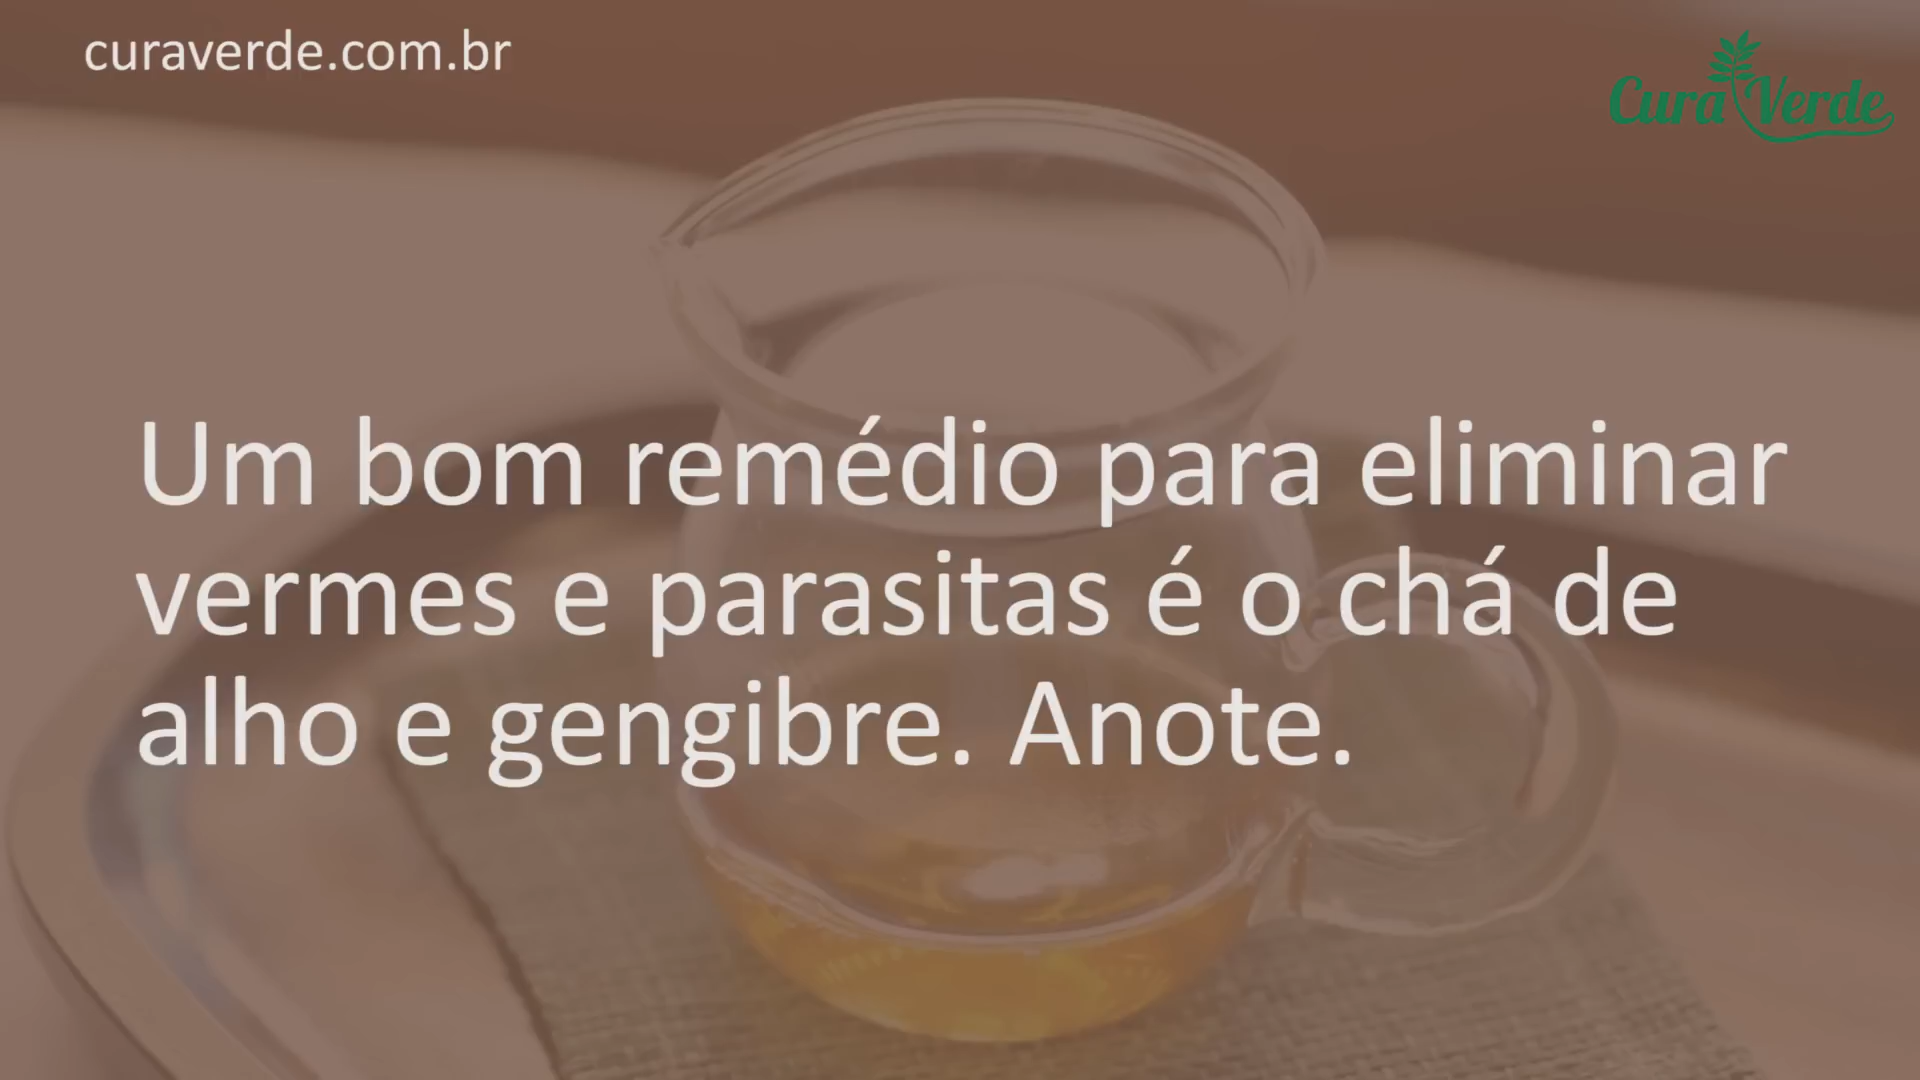 curaverde.com.br
Cura Verde
Um bom remédio para eliminar
vermes e parasitas é o chá de
alho e gengibre. Anote.